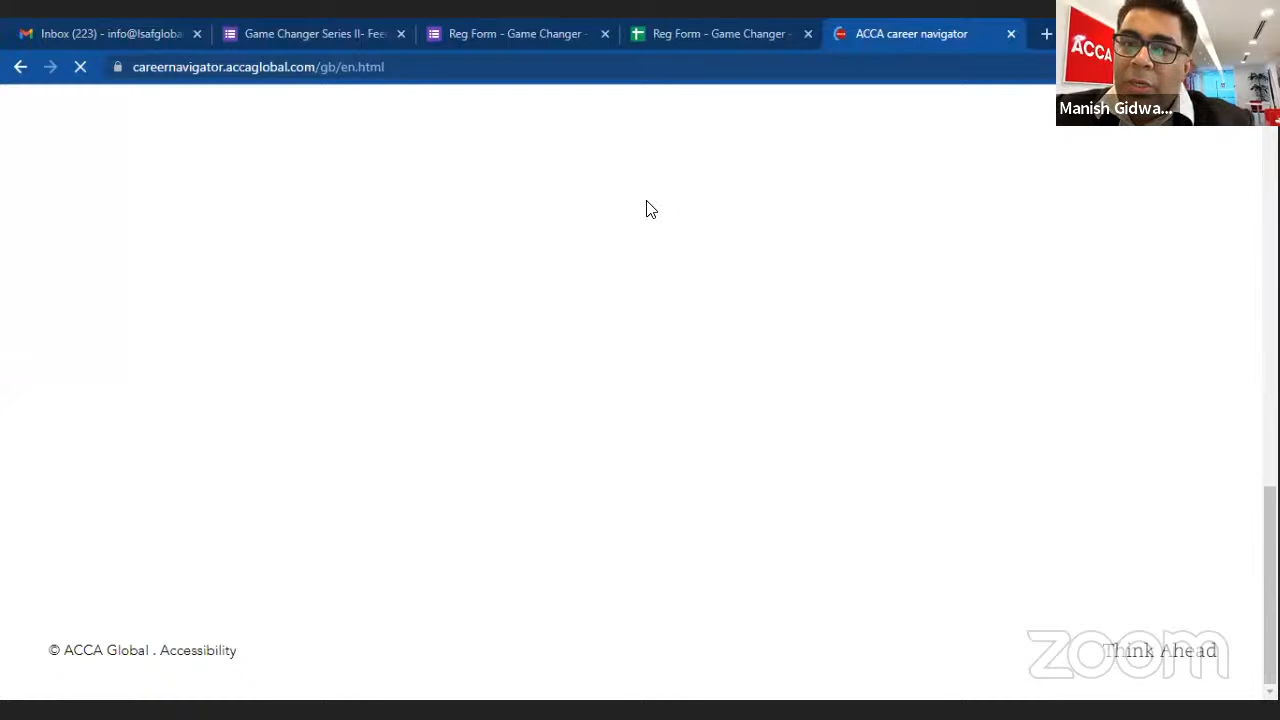 Inbox (223) - info@lsafgloba
Game Changer Series II- Fee
Reg Form - Game Changer -
Reg Form - Game Changer -
ACCA career navigator
careernavigator.accaglobal.com/gb/en.html
ACCA
Manish Gidwa...
© ACCA Global . Accessibility
Think Ahead
zoom